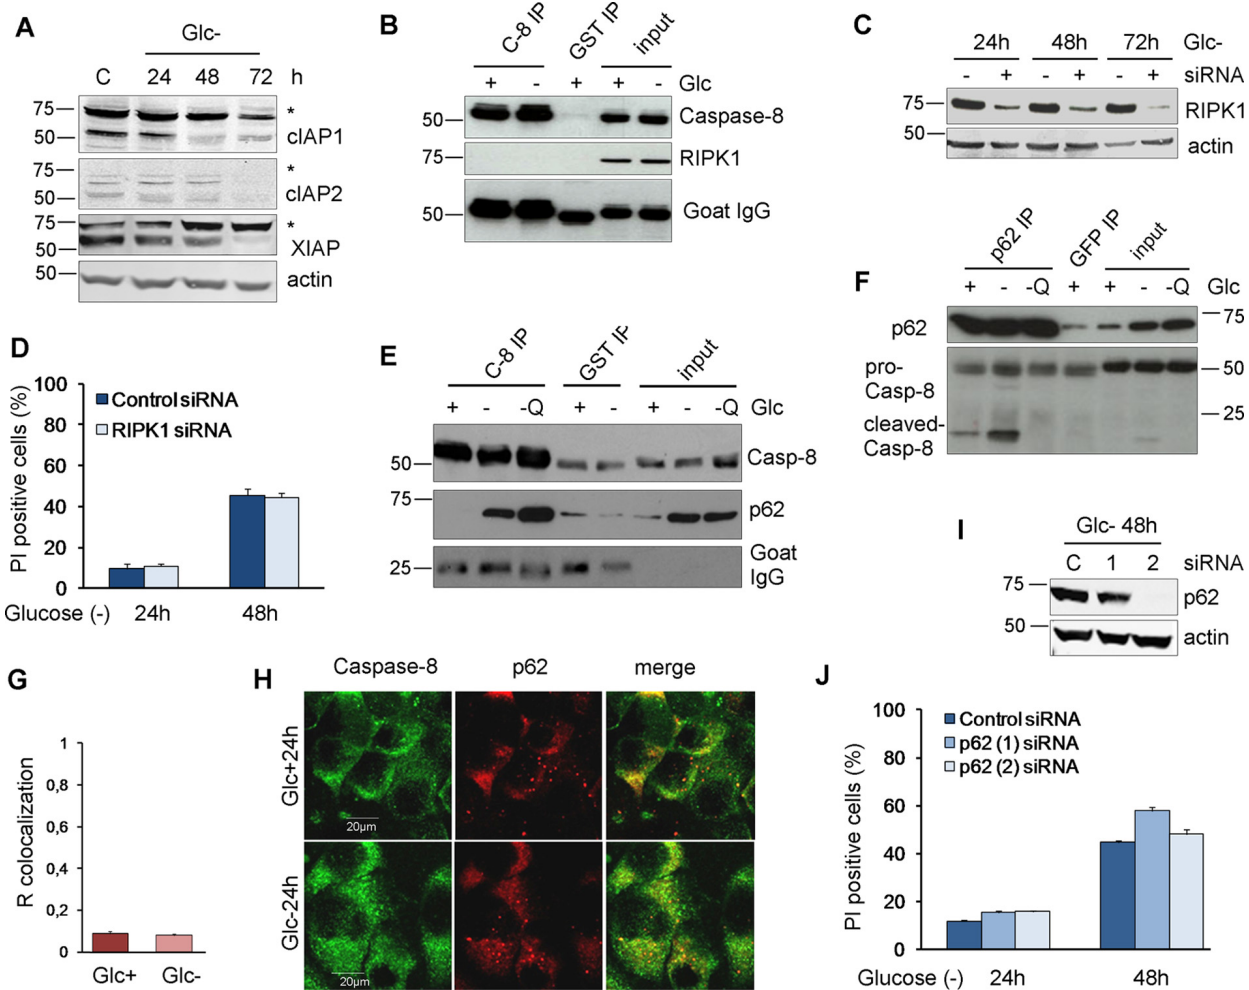 A
Glc-
C 24 48 72 h
75
*
50
cIAP1
*
50
cIAP2
75
*
50
XIAP
50
actin
B
C-8 IP GST IP input
+ - + + - Glc
50
Caspase-8
75
RIPK1
50
Goat IgG
C
24h 48h 72h Glc-
- + - + - + siRNA
75
RIPK1
50
actin
D
100
80
60
40
20
0
PI positive cells (%)
Control siRNA
RIPK1 siRNA
Glucose (-) 24h 48h
E
C-8 IP GST IP input
+ - -Q + - + - -Q Glc
50
Casp-8
75
p62
25
Goat
IgG
F
p62 IP GFP IP input
+ - -Q + + - -Q Glc
75
p62
pro-
Casp-8
50
25
cleaved-
Casp-8
G
R colocalization
1
0,8
0,6
0,4
0,2
0
Glc+ Glc-
H
Caspase-8 p62 merge
Glc+24h
20µm
Glc-24h
20µm
I
Glc- 48h
C 1 2 siRNA
75
p62
50
actin
J
100
80
60
40
20
0
PI positive cells (%)
Control siRNA
p62 (1) siRNA
p62 (2) siRNA
Glucose (-) 24h 48h